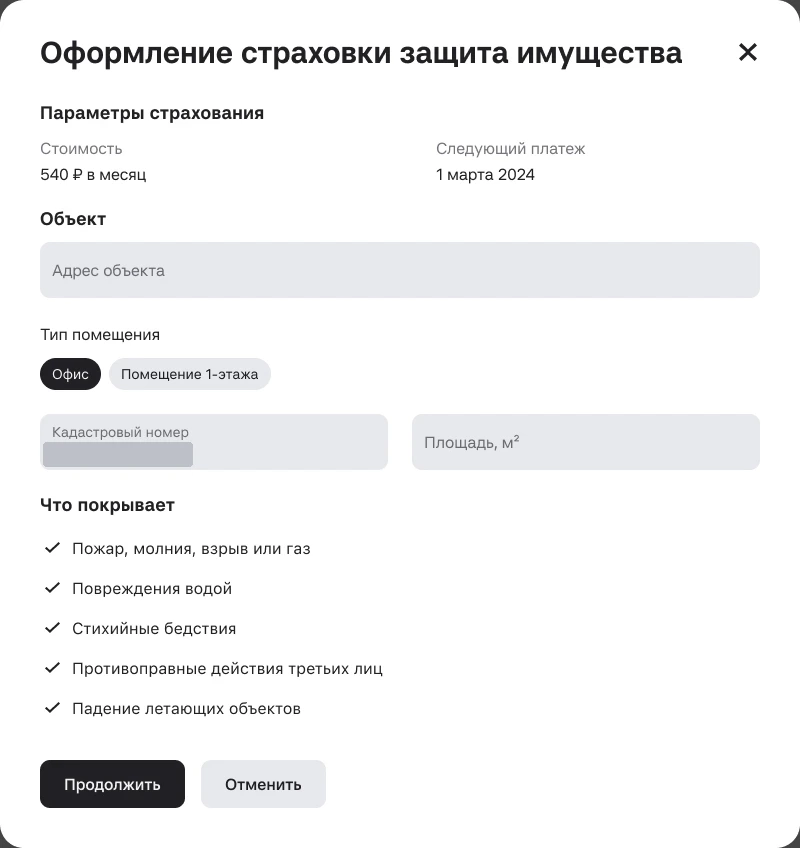 Оформление страховки защита имущества
Параметры страхования
Стоимость
Следующий платеж
540 ₽ в месяц
1 марта 2024
Объект
Адрес объекта
Тип помещения
Офис
Помещение 1-этажа
Кадастровый номер
Площадь, м²
Что покрывает
Пожар, молния, взрыв или газ
Повреждения водой
Стихийные бедствия
Противоправные действия третьих лиц
Падение летающих объектов
Продолжить
Отменить